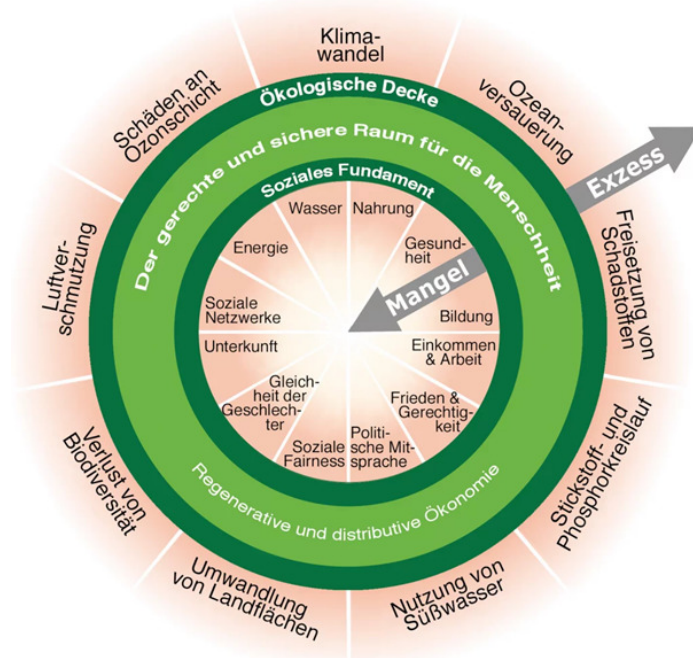 Klima-
wandel
Ozean-
versauerung
Exzess
Freisetzung von
Schadstoffen
Stickstoff- und
Phosphorkreislauf
Nutzung von
Süßwasser
Umwandlung
von Landflächen
Verlust von
Biodiversität
Luftver-
schmutzung
Schäden an
Ozonschicht
Ökologische Decke
Der gerechte und sichere Raum für die Menschheit
Soziales Fundament
Wasser
Nahrung
Gesund-
heit
Mangel
Bildung
Einkommen
& Arbeit
Frieden &
Gerechtig-
keit
Politi-
sche Mit-
sprache
Soziale
Fairness
Gleich-
heit der
Geschlech-
ter
Unterkunft
Soziale
Netzwerke
Energie
Regenerative und distributive Ökonomie